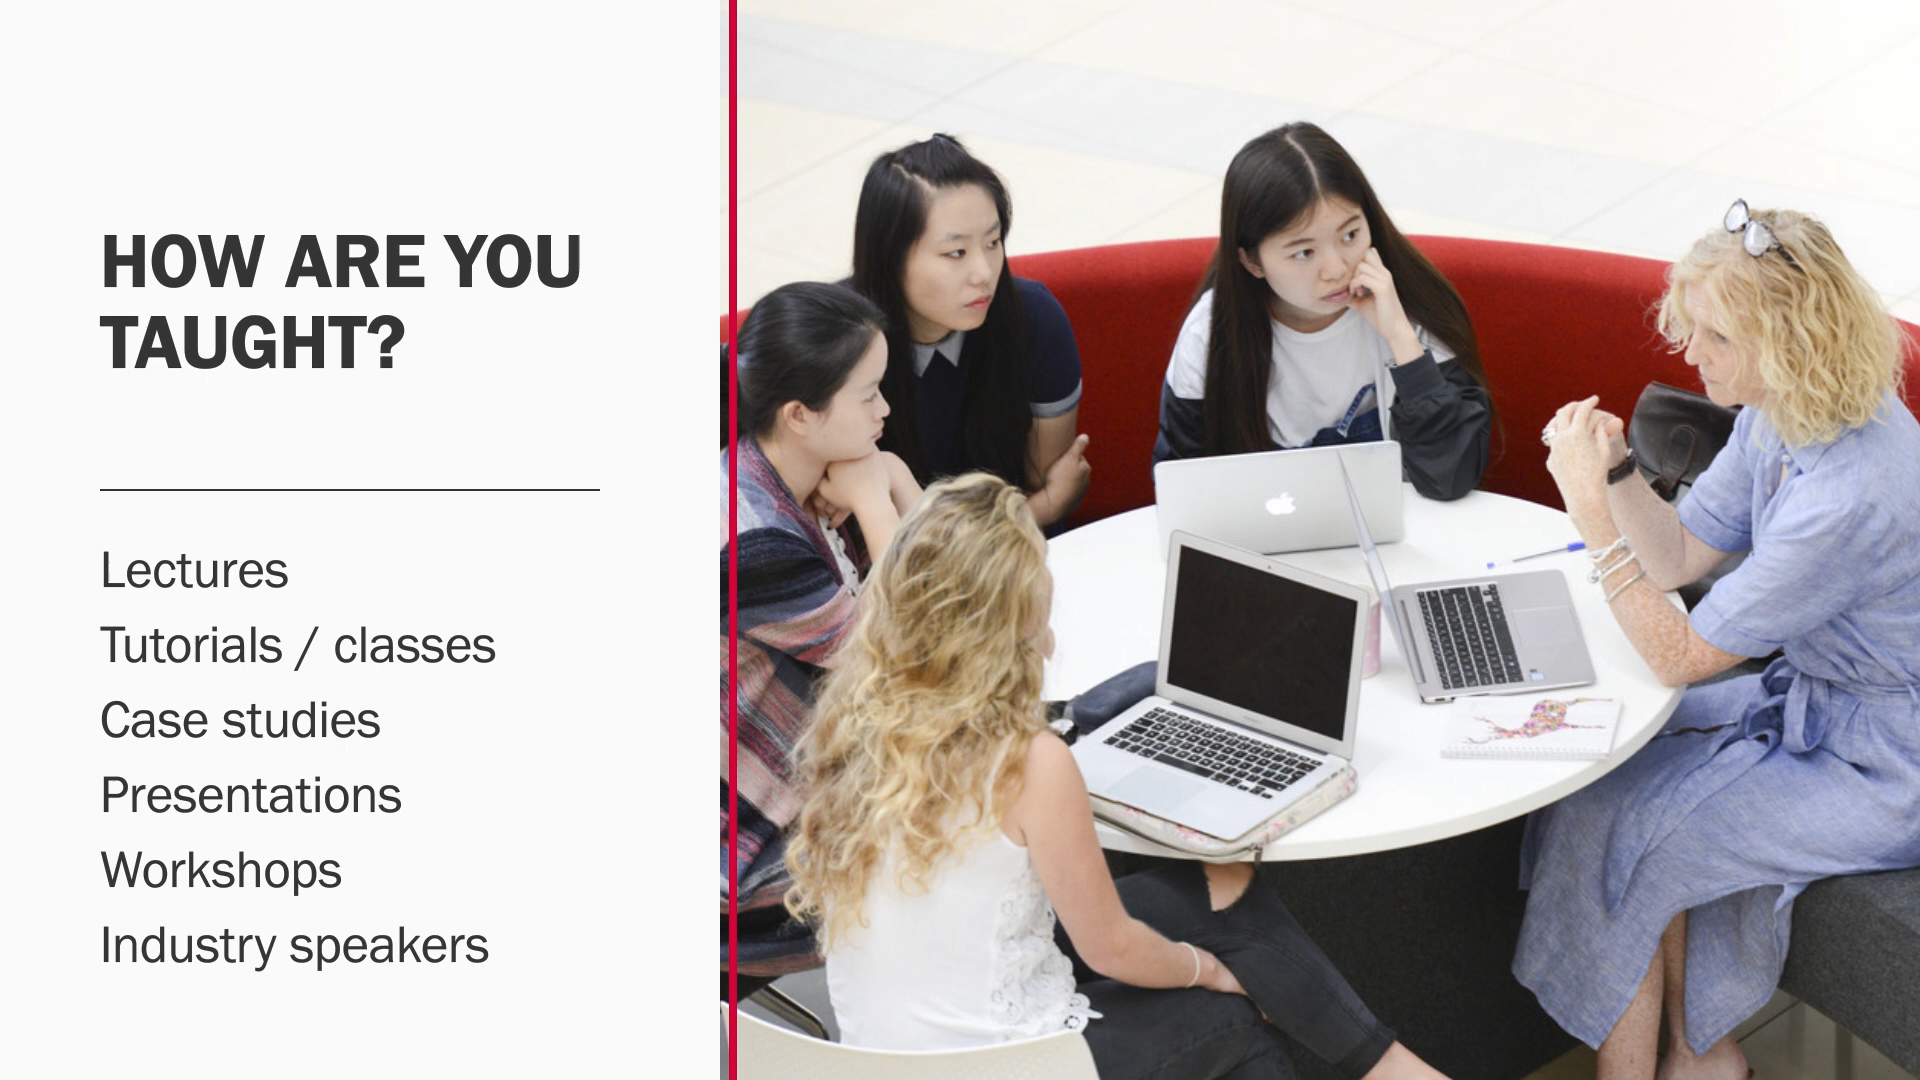 HOW ARE YOU
TAUGHT?
Lectures
Tutorials / classes
Case studies
Presentations
Workshops
Industry speakers